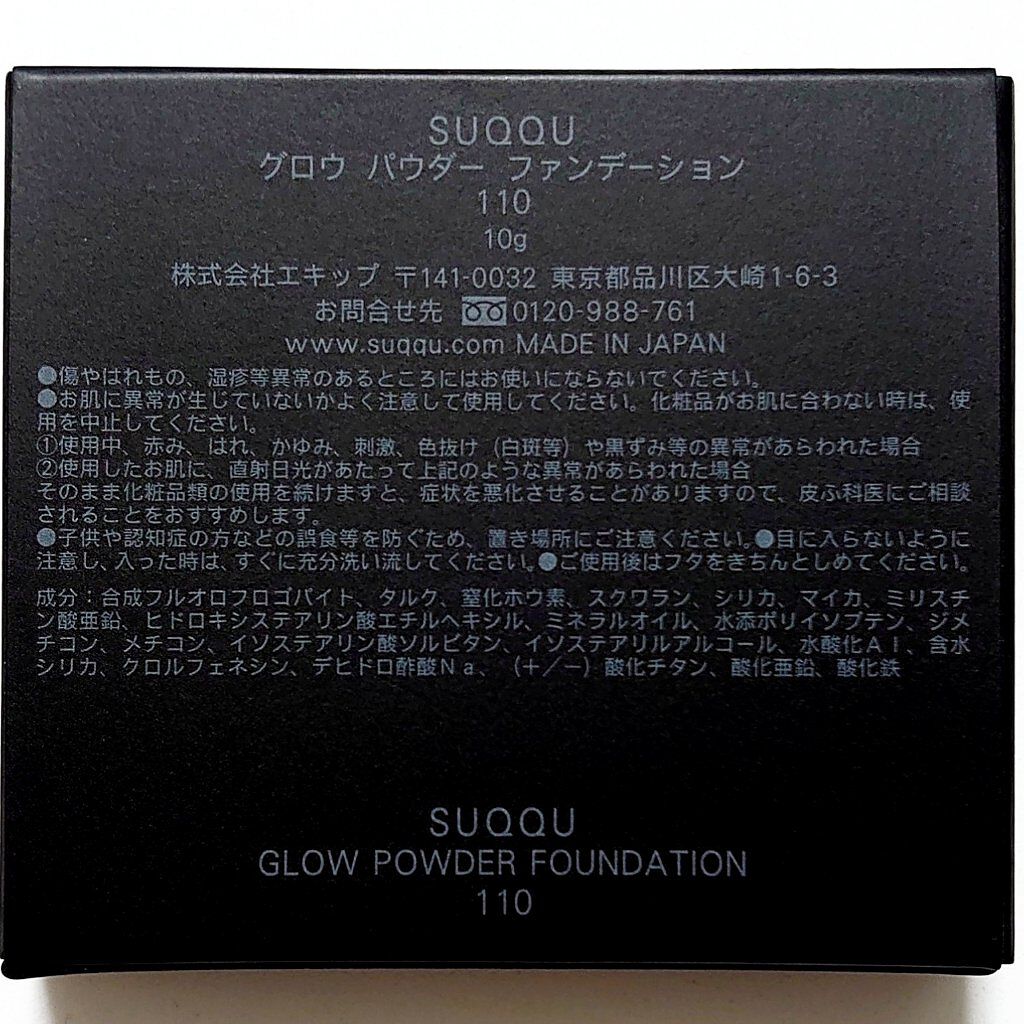 SUQQU
グロウ パウダー ファンデーション
110
10g
株式会社エキップ 〒141-0032 東京都品川区大崎1-6-3
お問合せ先 0120-988-761
www.suqqu.com MADE IN JAPAN
●傷やはれもの、湿疹等異常のあるところにはお使いにならないでください。
●お肌に異常が生じていないかよく注意して使用してください。化粧品がお肌に合わない時は、使
用を中止してください。
①使用中、赤み、はれ、かゆみ、刺激、色抜け（白斑等）や黒ずみ等の異常があらわれた場合
②使用したお肌に、直射日光があたって上記のような異常があらわれた場合
そのまま化粧品類の使用を続けますと、症状を悪化させることがありますので、皮ふ科医にご相談
されることをおすすめします。
●子供や認知症の方などの誤食等を防ぐため、置き場所にご注意ください。●目に入らないように
注意し、入った時は、すぐに充分洗い流してください。●ご使用後はフタをきちんとしめてください。
成分：合成フルオロフロゴパイト、タルク、窒化ホウ素、スクワラン、シリカ、マイカ、ミリスチ
ン酸亜鉛、ヒドロキシステアリン酸エチルヘキシル、ミネラルオイル、水添ポリイソブテン、ジメ
チコン、メチコン、イソステアリン酸ソルビタン、イソステアリルアルコール、水酸化Ａｌ、含水
シリカ、クロルフェネシン、デヒドロ酢酸Ｎａ、（＋／－）酸化チタン、酸化亜鉛、酸化鉄
SUQQU
GLOW POWDER FOUNDATION
110